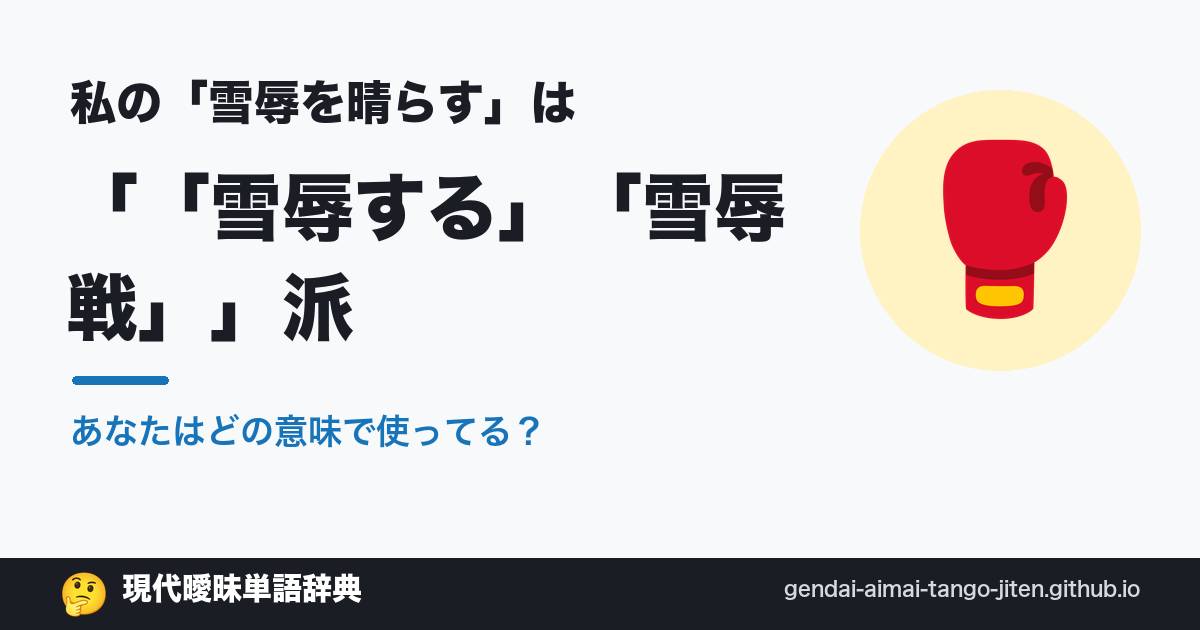 私の「雪辱を晴らす」は
「「雪辱する」「雪辱
戦」」派
あなたはどの意味で使ってる？
現代曖昧単語辞典
gendai-aimai-tango-jiten.github.io